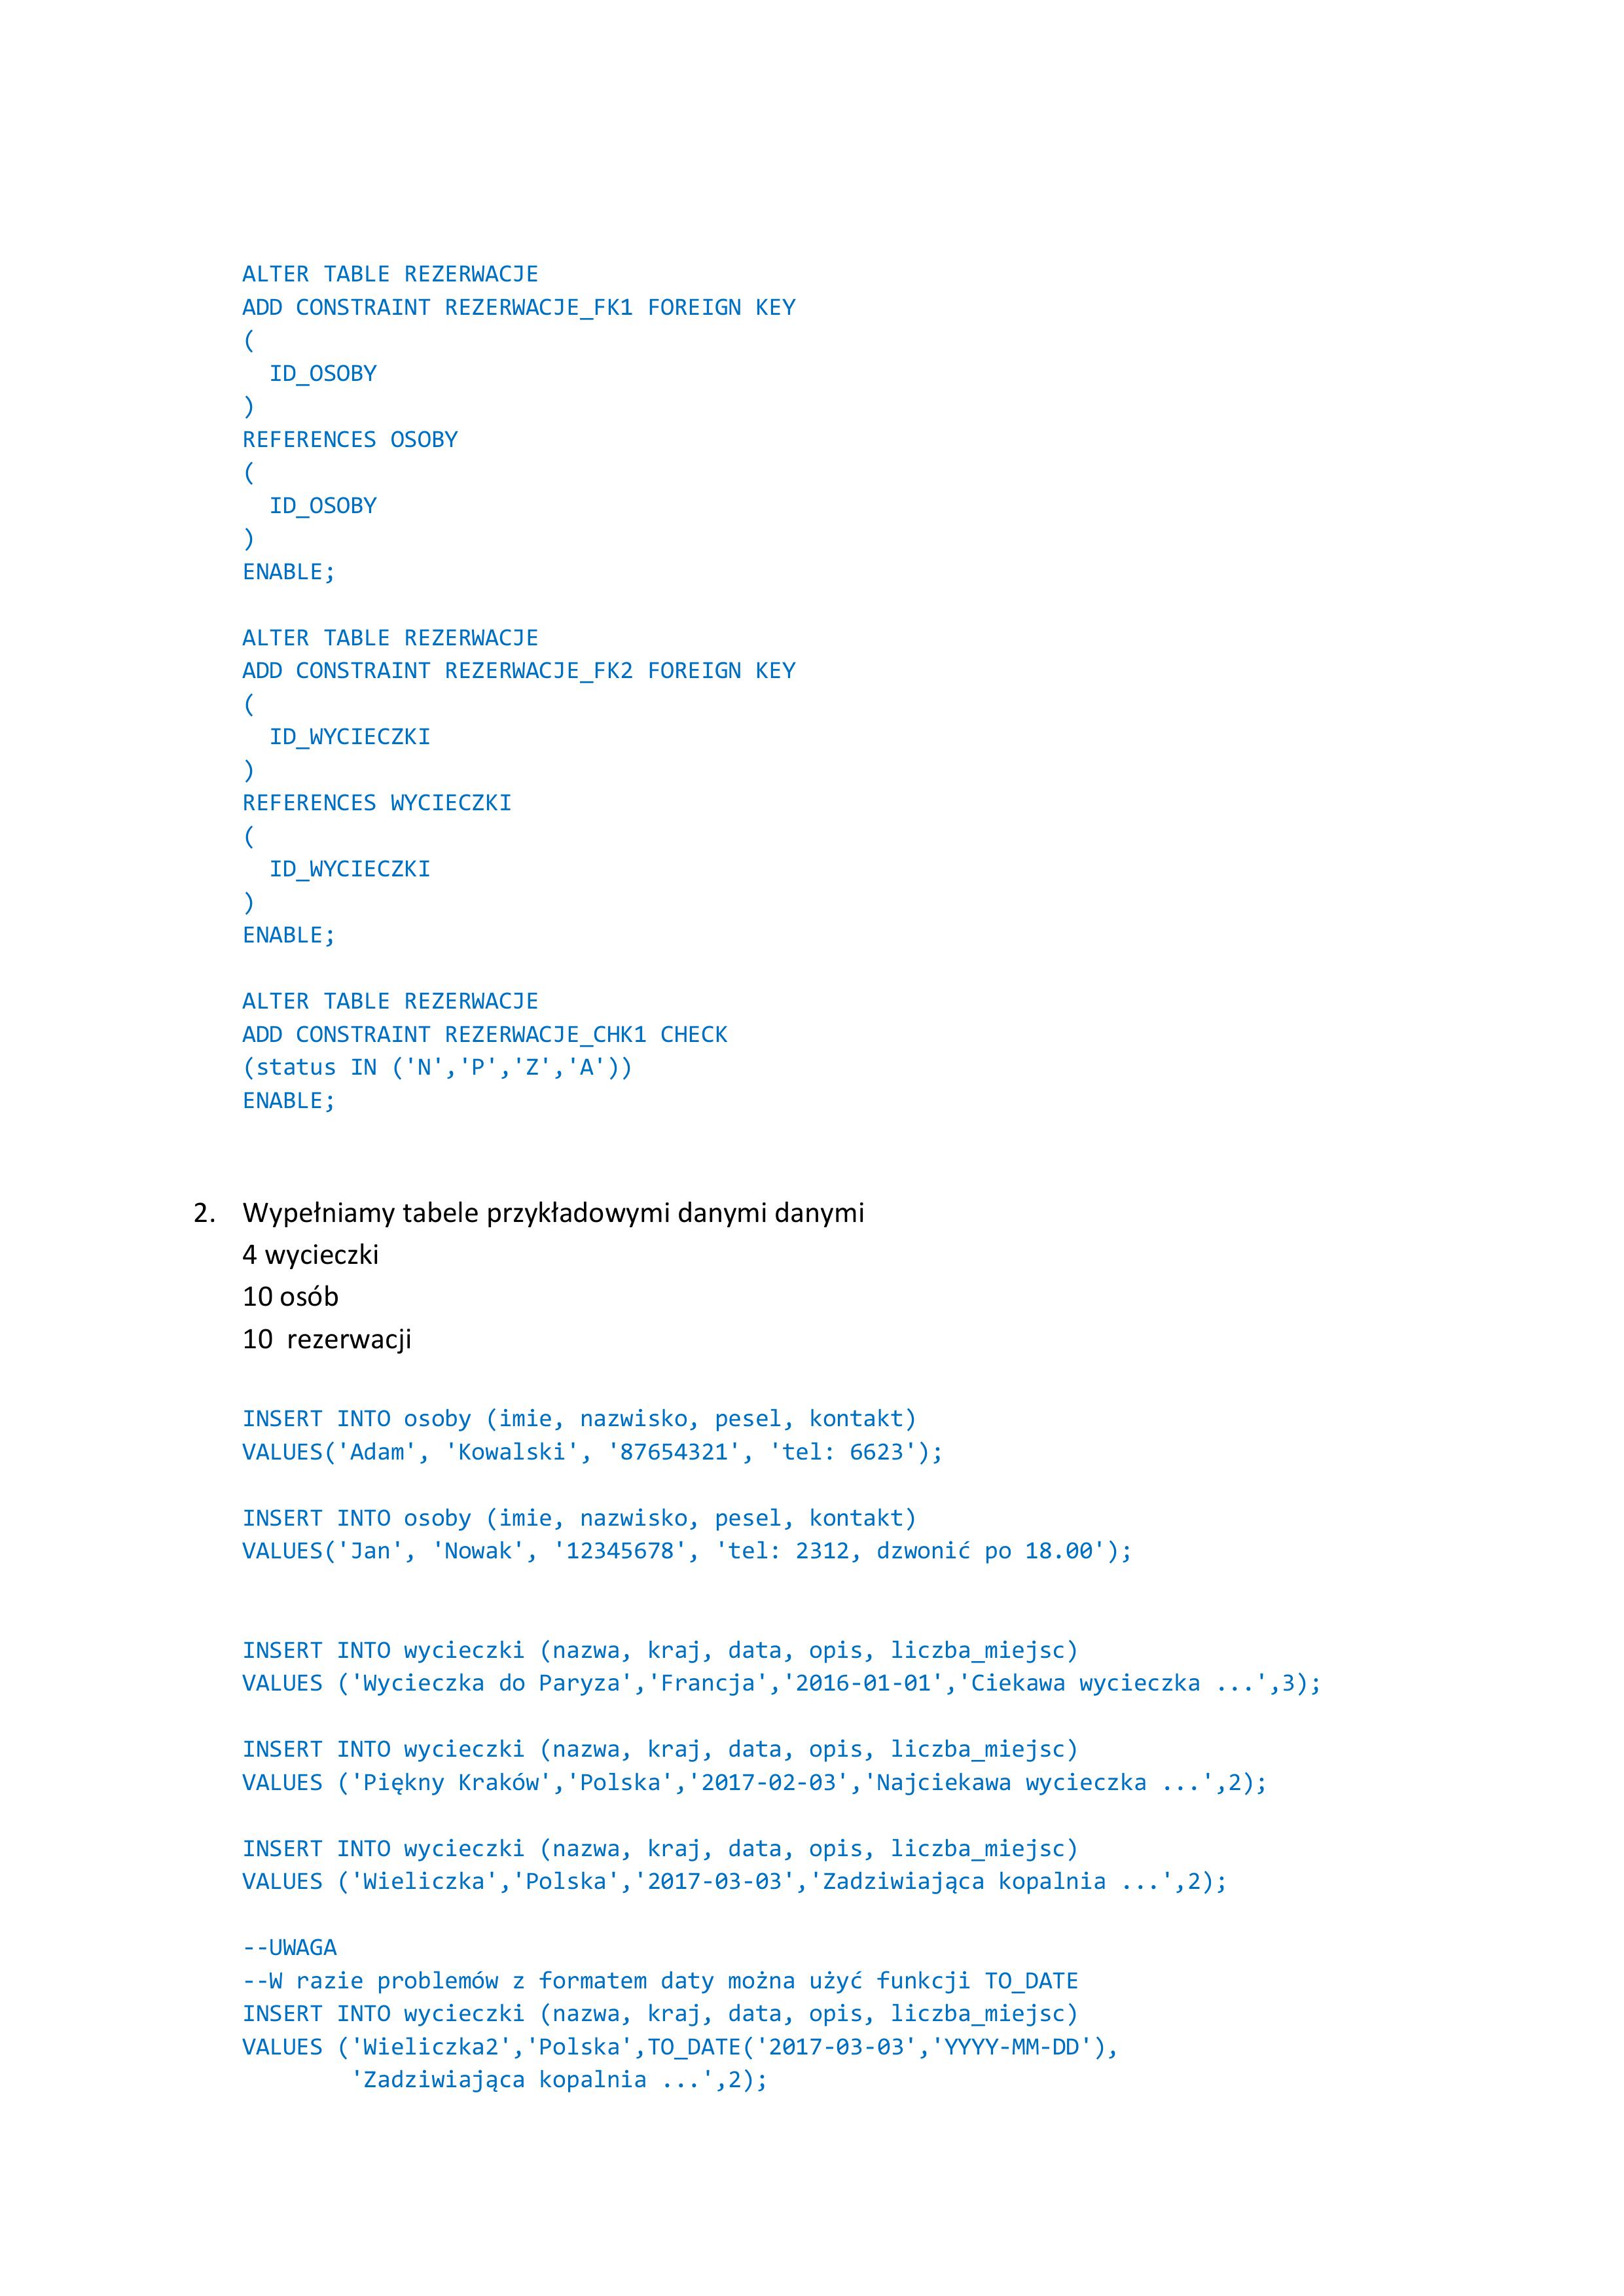 ALTER TABLE REZERWACJE
ADD CONSTRAINT REZERWACJE_FK1 FOREIGN KEY
(
  ID_OSOBY
)
REFERENCES OSOBY
(
  ID_OSOBY
)
ENABLE;

ALTER TABLE REZERWACJE
ADD CONSTRAINT REZERWACJE_FK2 FOREIGN KEY
(
  ID_WYCIECZKI
)
REFERENCES WYCIECZKI
(
  ID_WYCIECZKI
)
ENABLE;

ALTER TABLE REZERWACJE
ADD CONSTRAINT REZERWACJE_CHK1 CHECK
(status IN ('N','P','Z','A'))
ENABLE;

2. Wypełniamy tabele przykładowymi danymi danymi
4 wycieczki
10 osób
10  rezerwacji

INSERT INTO osoby (imie, nazwisko, pesel, kontakt)
VALUES('Adam', 'Kowalski', '87654321', 'tel: 6623');

INSERT INTO osoby (imie, nazwisko, pesel, kontakt)
VALUES('Jan', 'Nowak', '12345678', 'tel: 2312, dzwonić po 18.00');

INSERT INTO wycieczki (nazwa, kraj, data, opis, liczba_miejsc)
VALUES ('Wycieczka do Paryza','Francja','2016-01-01','Ciekawa wycieczka ...',3);

INSERT INTO wycieczki (nazwa, kraj, data, opis, liczba_miejsc)
VALUES ('Piękny Kraków','Polska','2017-02-03','Najciekawa wycieczka ...',2);

INSERT INTO wycieczki (nazwa, kraj, data, opis, liczba_miejsc)
VALUES ('Wieliczka','Polska','2017-03-03','Zadziwiająca kopalnia ...',2);

--UWAGA
--W razie problemów z formatem daty można użyć funkcji TO_DATE
INSERT INTO wycieczki (nazwa, kraj, data, opis, liczba_miejsc)
VALUES ('Wieliczka2','Polska',TO_DATE('2017-03-03','YYYY-MM-DD'),
        'Zadziwiająca kopalnia ...',2);